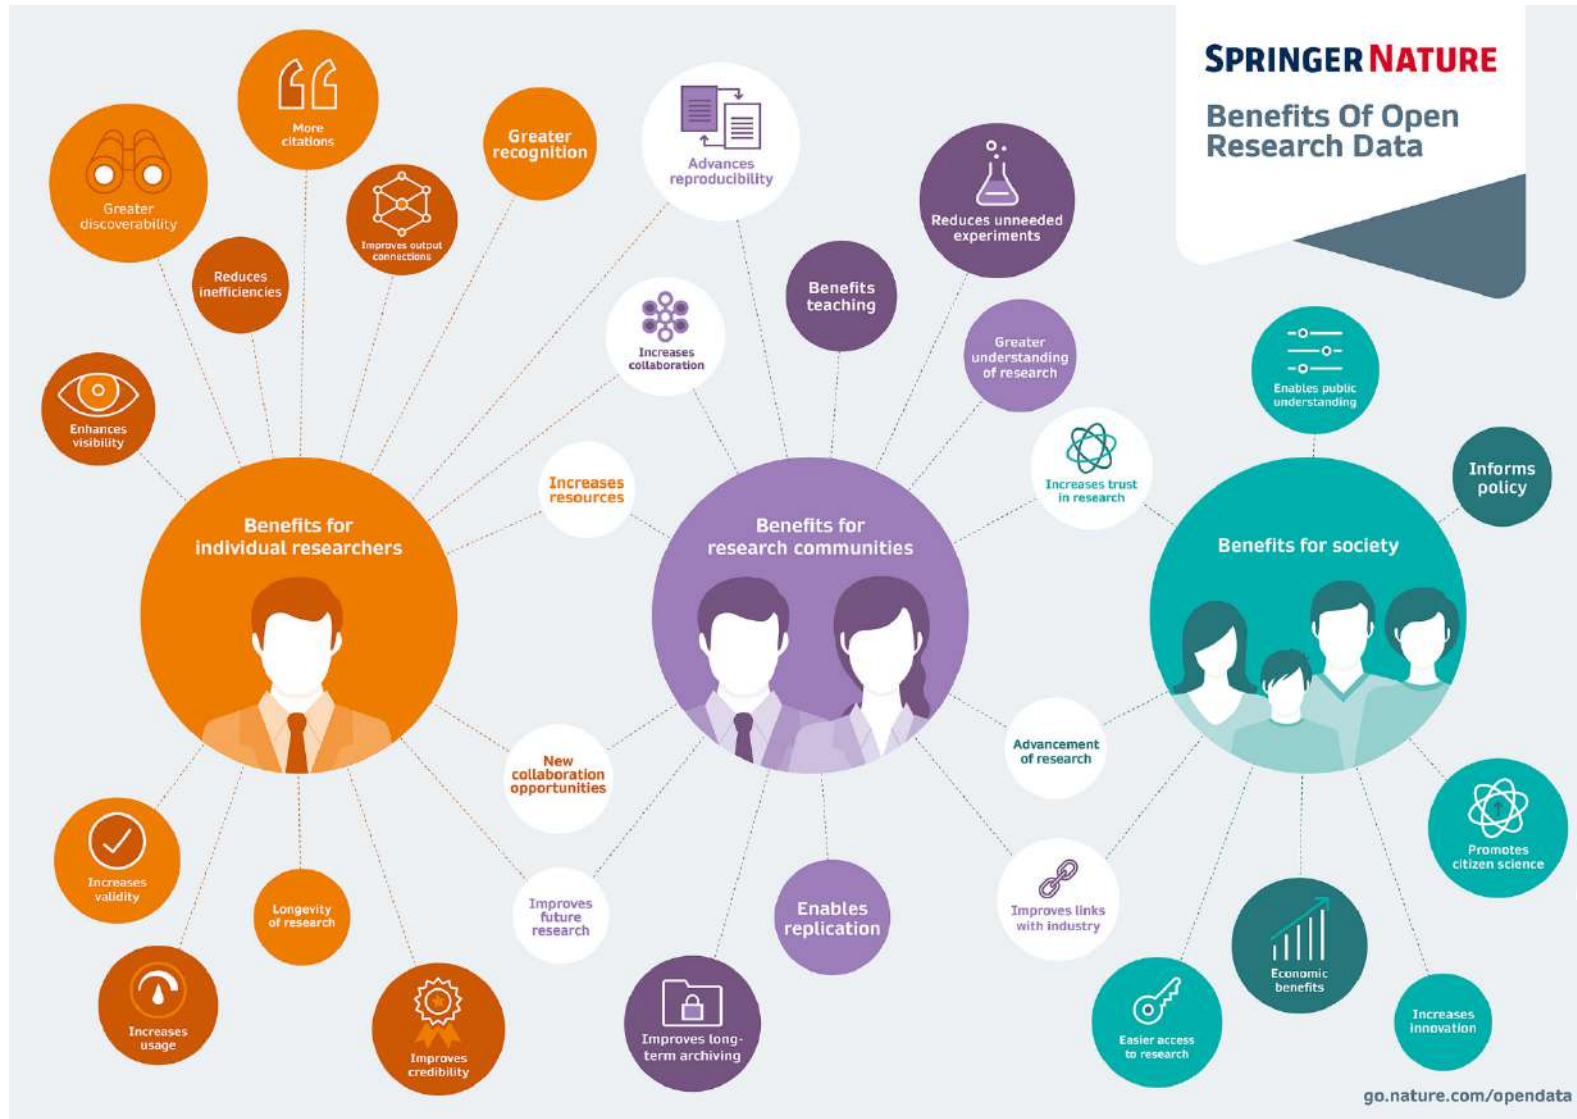 SPRINGER NATURE
Benefits Of Open
Research Data
More
citations
Greater
recognition
Advances
reproducibility
Greater
discoverability
Improves output
connections
Reduces unneeded
experiments
Reduces
inefficiencies
Benefits
teaching
Increases
collaboration
Greater
understanding
of research
Enables public
understanding
Enhances
visibility
Increases
resources
Increases trust
in research
Informs
policy
Benefits for
individual researchers
Benefits for
research communities
Benefits for society
New
collaboration
opportunities
Advancement
of research
Increases
validity
Longevity
of research
Improves
future
research
Enables
replication
Improves links
with industry
Promotes
citizen science
Increases
usage
Improves
credibility
Improves long-
term archiving
Easier access
to research
Economic
benefits
Increases
innovation
go.nature.com/opendata